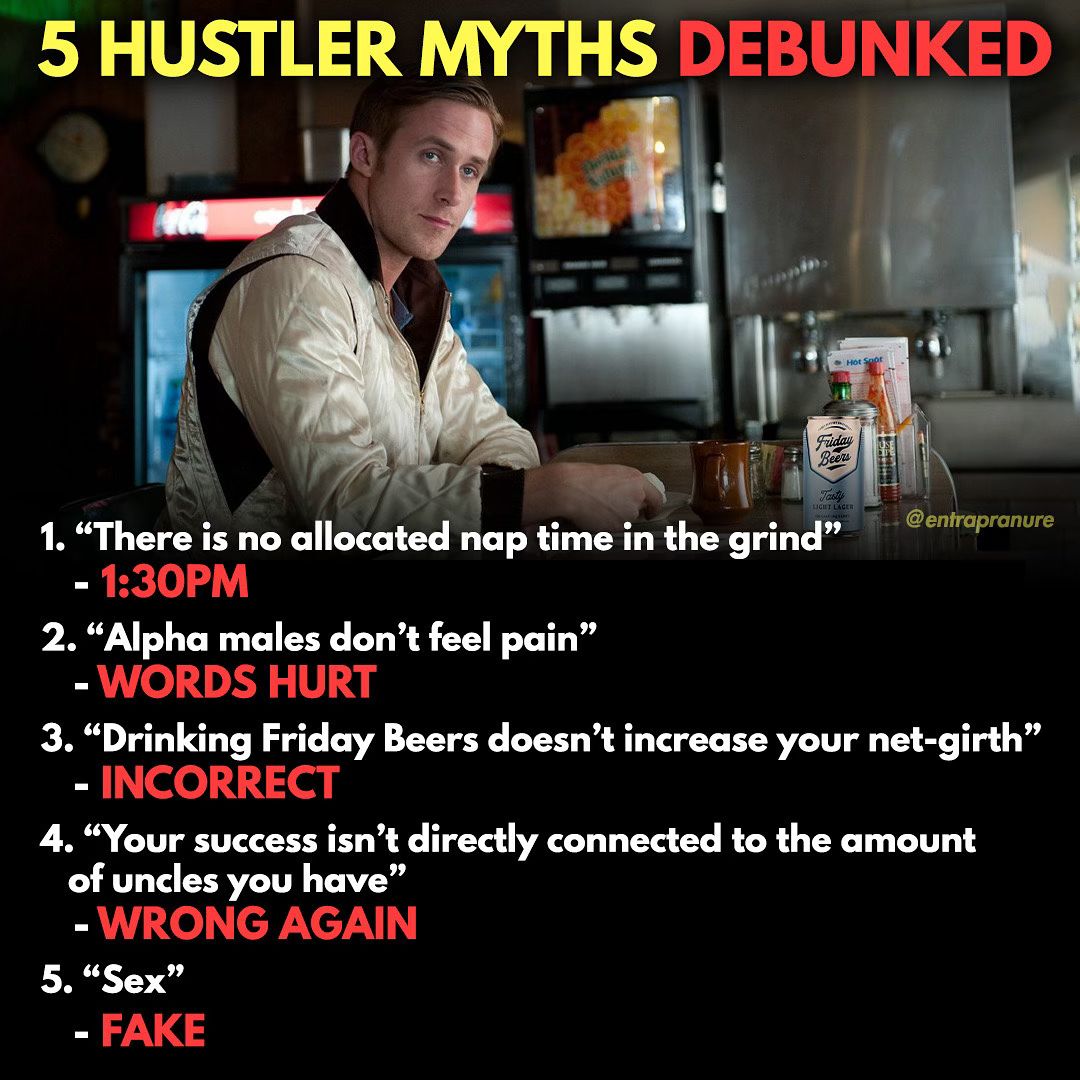 5 HUSTLER MYTHS DEBUNKED
Coca-Cola
Hot Spot
Friday
Beers
Tasty
LIGHT LAGER
@entrapranure
1. “There is no allocated nap time in the grind”
- 1:30PM
2. “Alpha males don’t feel pain”
- WORDS HURT
3. “Drinking Friday Beers doesn’t increase your net-girth”
- INCORRECT
4. “Your success isn’t directly connected to the amount
of uncles you have”
- WRONG AGAIN
5. “Sex”
- FAKE